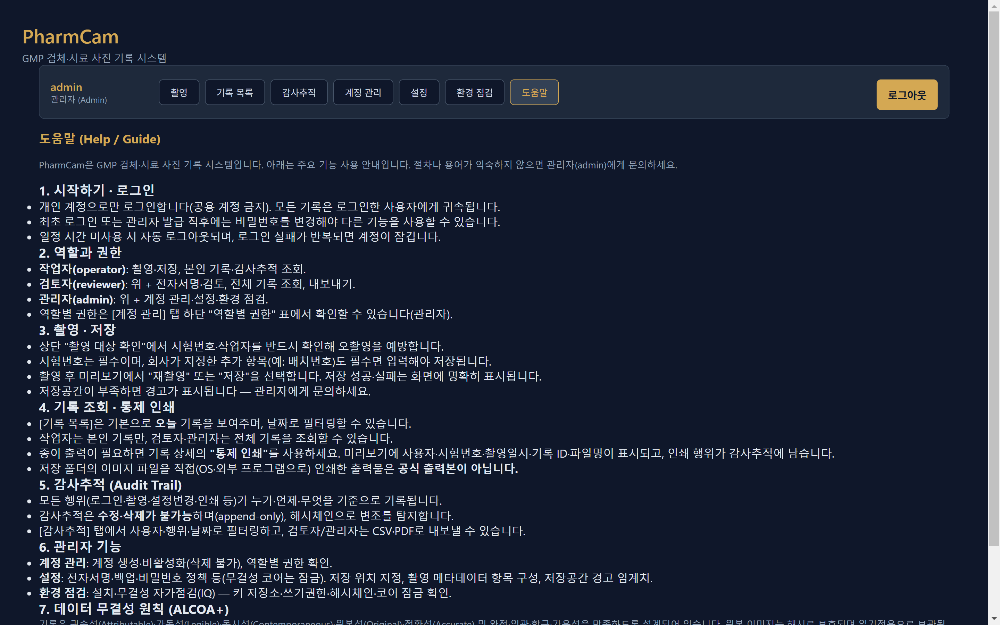 PharmCam
GMP 검체·시료 사진 기록 시스템
admin
관리자 (Admin)
촬영
기록 목록
감사추적
계정 관리
설정
환경 점검
도움말
로그아웃
도움말 (Help / Guide)
PharmCam은 GMP 검체·시료 사진 기록 시스템입니다. 아래는 주요 기능 사용 안내입니다. 절차나 용어가 익숙하지 않으면 관리자(admin)에게 문의하세요.
1. 시작하기 · 로그인
개인 계정으로만 로그인합니다(공용 계정 금지). 모든 기록은 로그인한 사용자에게 귀속됩니다.
최초 로그인 또는 관리자 발급 직후에는 비밀번호를 변경해야 다른 기능을 사용할 수 있습니다.
일정 시간 미사용 시 자동 로그아웃되며, 로그인 실패가 반복되면 계정이 잠깁니다.
2. 역할과 권한
작업자(operator): 촬영·저장, 본인 기록·감사추적 조회.
검토자(reviewer): 위 + 전자서명·검토, 전체 기록 조회, 내보내기.
관리자(admin): 위 + 계정 관리·설정·환경 점검.
역할별 권한은 [계정 관리] 탭 하단 "역할별 권한" 표에서 확인할 수 있습니다(관리자).
3. 촬영 · 저장
상단 "촬영 대상 확인"에서 시험번호·작업자를 반드시 확인해 오촬영을 예방합니다.
시험번호는 필수이며, 회사가 지정한 추가 항목(예: 배치번호)도 필수면 입력해야 저장됩니다.
촬영 후 미리보기에서 "재촬영" 또는 "저장"을 선택합니다. 저장 성공·실패는 화면에 명확히 표시됩니다.
저장공간이 부족하면 경고가 표시됩니다 — 관리자에게 문의하세요.
4. 기록 조회 · 통제 인쇄
[기록 목록]은 기본으로 오늘 기록을 보여주며, 날짜로 필터링할 수 있습니다.
작업자는 본인 기록만, 검토자·관리자는 전체 기록을 조회할 수 있습니다.
종이 출력이 필요하면 기록 상세의 "통제 인쇄"를 사용하세요. 미리보기에 사용자·시험번호·촬영일시·기록 ID·파일명이 표시되고, 인쇄 행위가 감사추적에 남습니다.
저장 폴더의 이미지 파일을 직접(OS·외부 프로그램으로) 인쇄한 출력물은 공식 출력본이 아닙니다.
5. 감사추적 (Audit Trail)
모든 행위(로그인·촬영·설정변경·인쇄 등)가 누가·언제·무엇을 기준으로 기록됩니다.
감사추적은 수정·삭제가 불가능하며(append-only), 해시체인으로 변조를 탐지합니다.
[감사추적] 탭에서 사용자·행위·날짜로 필터링하고, 검토자/관리자는 CSV·PDF로 내보낼 수 있습니다.
6. 관리자 기능
계정 관리: 계정 생성·비활성화(삭제 불가), 역할별 권한 확인.
설정: 전자서명·백업·비밀번호 정책 등(무결성 코어는 잠금). 저장 위치 지정, 촬영 메타데이터 항목 구성, 저장공간 경고 임계치.
환경 점검: 설치·무결성 자가점검(IQ) — 키 저장소·쓰기권한·해시체인·코어 잠금 확인.
7. 데이터 무결성 원칙 (ALCOA+)
기록은 귀속성(Attributable)·가독성(Legible)·동시성(Contemporaneous)·원본성(Original)·정확성(Accurate) 및 완전·일관·항구·가용성을 만족하도록 설계되어 있습니다. 원본 이미지는 해시로 보호되며 읽기전용으로 보관됩